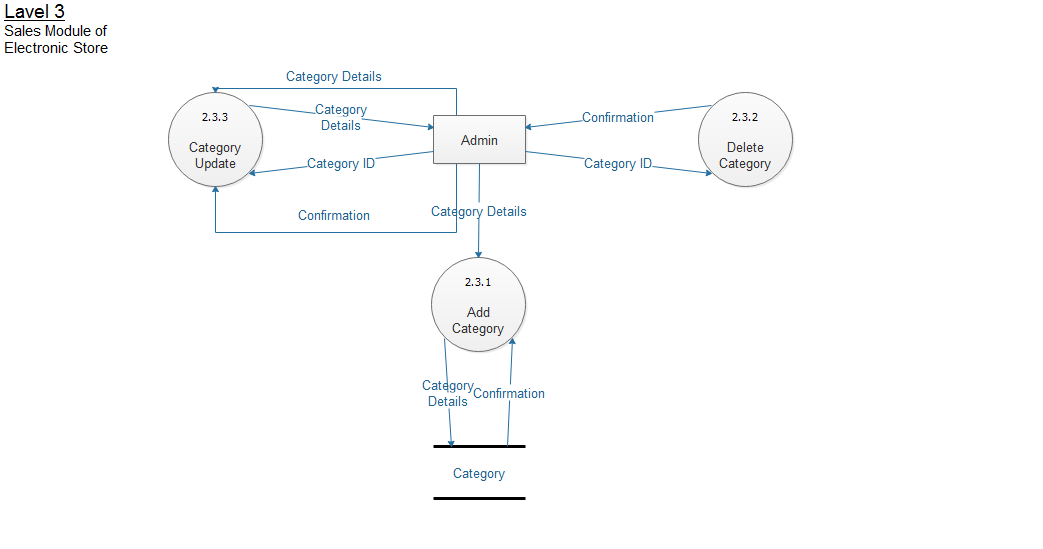 Lavel 3
Sales Module of
Electronic Store
Category Details
2.3.3
Category
Update
Category
Details
Admin
Confirmation
2.3.2
Delete
Category
Category ID
Category ID
Confirmation
Category Details
2.3.1
Add
Category
Category
Details
Confirmation
Category